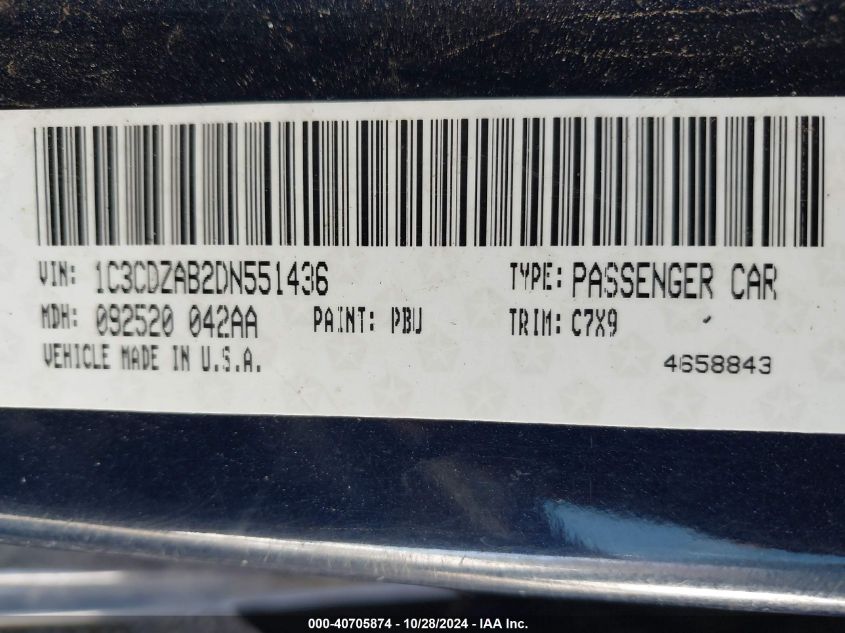 VIN: 1C3CDZAB2DN551436 TYPE: PASSENGER CAR
MDH: 092520 042AA PAINT: PBU TRIM: C7X9
VEHICLE MADE IN U.S.A. 4658843
000-40705874 - 10/28/2024 - IAA Inc.